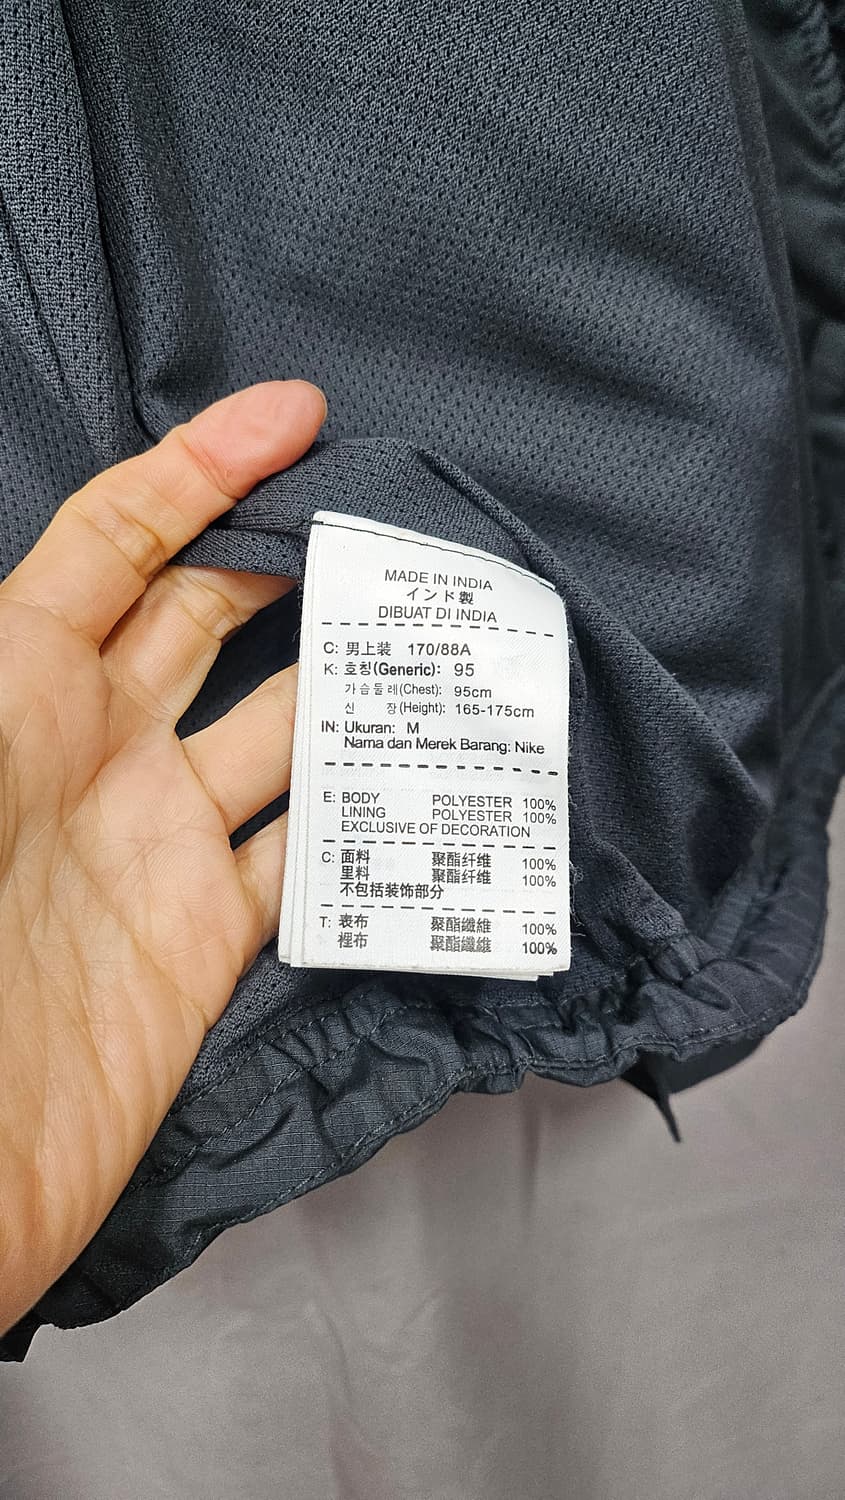 MADE IN INDIA
インド製
DIBUAT DI INDIA
C: 男上装 170/88A
K: 호칭(Generic): 95
가슴둘레(Chest): 95cm
신 장(Height): 165-175cm
IN: Ukuran: M
Nama dan Merek Barang: Nike
E: BODY POLYESTER 100%
LINING POLYESTER 100%
EXCLUSIVE OF DECORATION
C: 面料 聚酯纤维 100%
里料 聚酯纤维 100%
不包括装饰部分
T: 表布 聚酯纖維 100%
裡布 聚酯纖維 100%